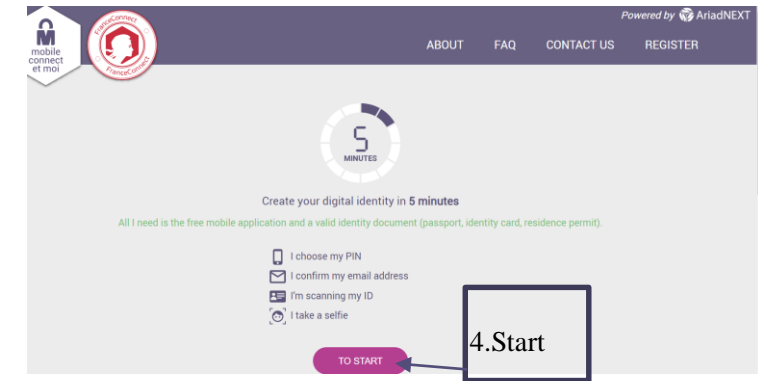 Powered by AriadNEXT
mobile
connect
et moi
FranceConnect
FranceConnect
ABOUT FAQ CONTACT US REGISTER
5
MINUTES
Create your digital identity in 5 minutes
All I need is the free mobile application and a valid identity document (passport, identity card, residence permit).
I choose my PIN
I confirm my email address
I'm scanning my ID
I take a selfie
4.Start
TO START